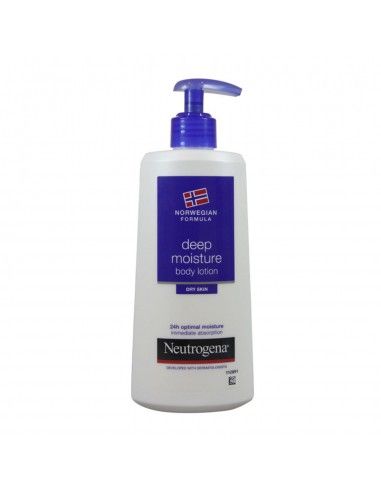 NORWEGIAN
FORMULA
deep
moisture
body lotion
DRY SKIN
24h optimal moisture
immediate absorption
Neutrogena
DEVELOPED WITH DERMATOLOGISTS